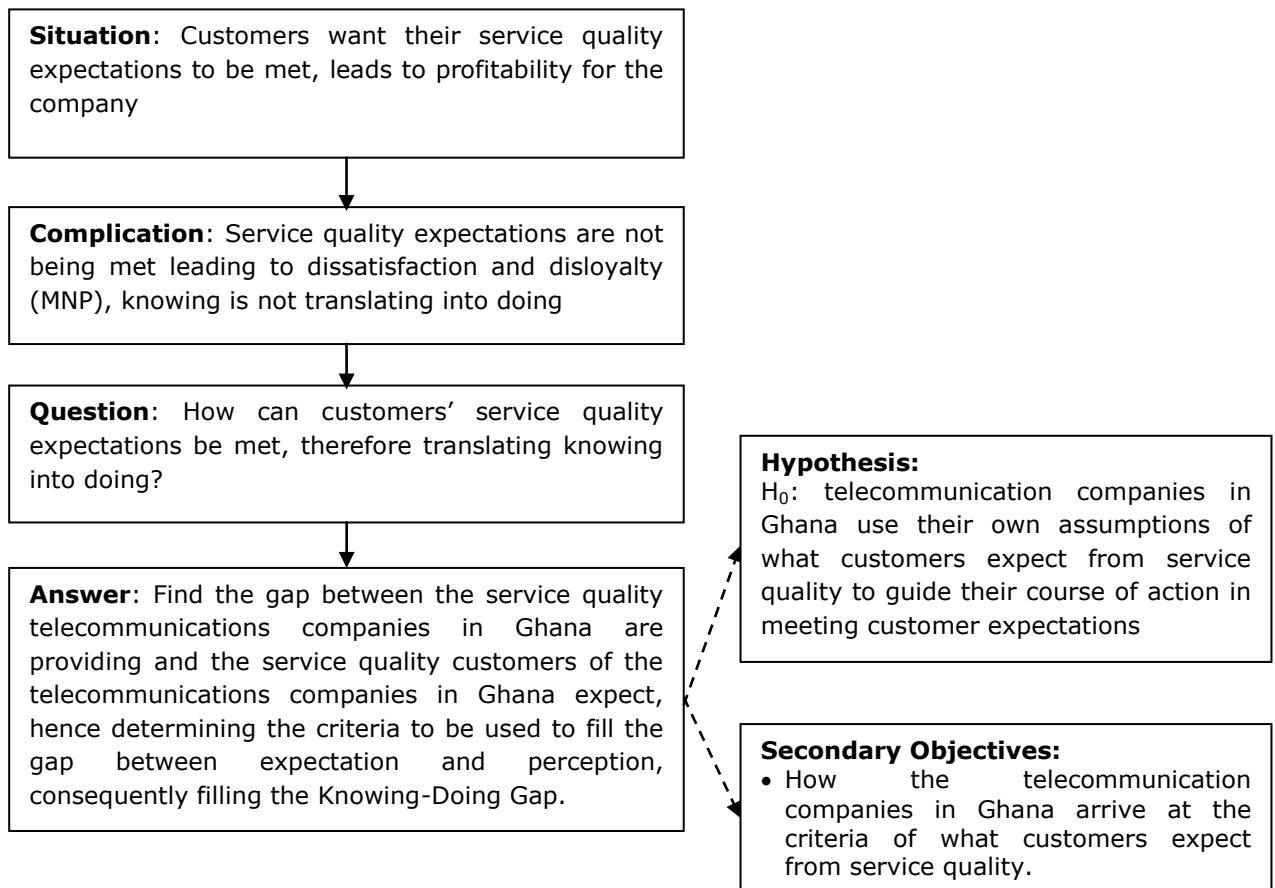 Situation: Customers want their service quality
expectations to be met, leads to profitability for the
company
Complication: Service quality expectations are not
being met leading to dissatisfaction and disloyalty
(MNP), knowing is not translating into doing
Question: How can customers’ service quality
expectations be met, therefore translating knowing
into doing?
Answer: Find the gap between the service quality
telecommunications companies in Ghana are
providing and the service quality customers of the
telecommunications companies in Ghana expect,
hence determining the criteria to be used to fill the
gap between expectation and perception,
consequently filling the Knowing-Doing Gap.
Hypothesis:
H₀: telecommunication companies in
Ghana use their own assumptions of
what customers expect from service
quality to guide their course of action in
meeting customer expectations
Secondary Objectives:
• How the telecommunication
companies in Ghana arrive at the
criteria of what customers expect
from service quality.